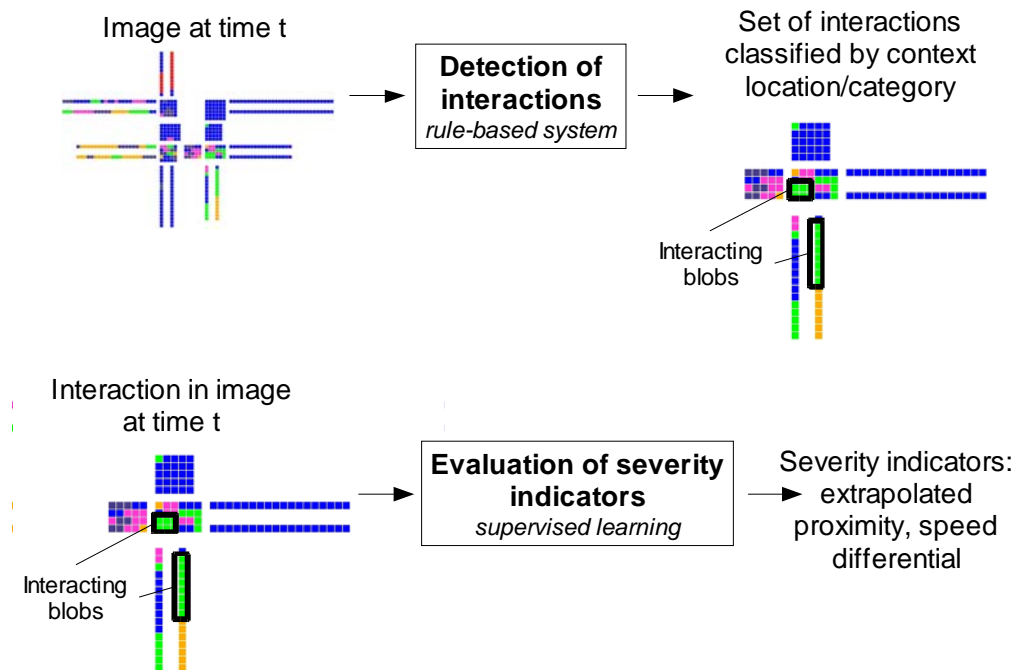 Image at time t
Detection of
interactions
rule-based system
Set of interactions
classified by context
location/category
Interacting
blobs
Interaction in image
at time t
Evaluation of severity
indicators
supervised learning
Severity indicators:
extrapolated
proximity, speed
differential
Interacting
blobs